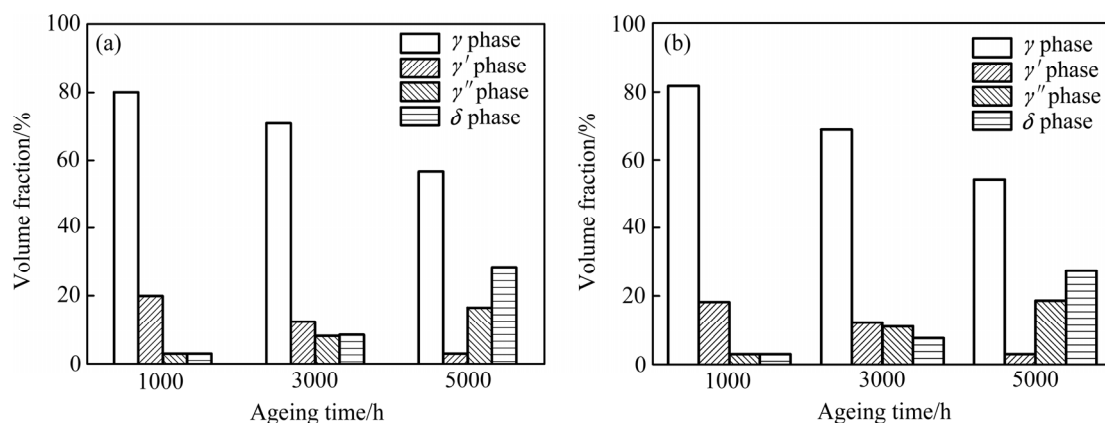 100
80
60
40
20
0
Volume fraction/%
(a)
γ phase
γ′ phase
γ″ phase
δ phase
1000 3000 5000
Ageing time/h
100
80
60
40
20
0
Volume fraction/%
(b)
γ phase
γ′ phase
γ″ phase
δ phase
1000 3000 5000
Ageing time/h